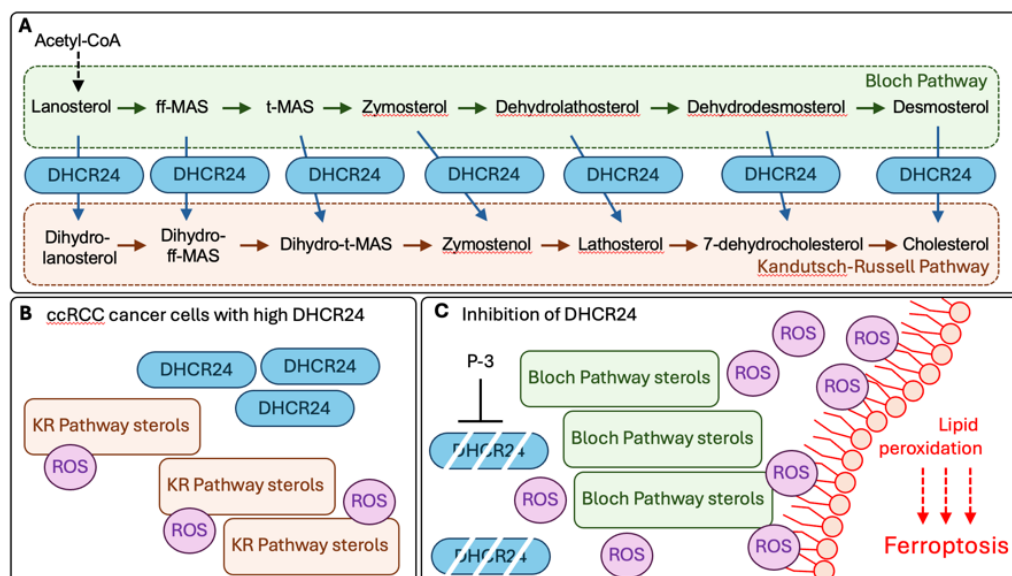 A
Acetyl-CoA
Bloch Pathway
Lanosterol ff-MAS t-MAS Zymosterol Dehydrolathosterol Dehydrodesmosterol Desmosterol
DHCR24 DHCR24 DHCR24 DHCR24 DHCR24 DHCR24 DHCR24
Dihydro-
lanosterol
Dihydro-
ff-MAS
Dihydro-t-MAS Zymostenol Lathosterol 7-dehydrocholesterol Cholesterol
Kandutsch-Russell Pathway
B ccRCC cancer cells with high DHCR24
DHCR24
DHCR24
DHCR24
KR Pathway sterols
ROS
KR Pathway sterols
ROS
ROS
KR Pathway sterols
C Inhibition of DHCR24
P-3
DHCR24
DHCR24
Bloch Pathway sterols
Bloch Pathway sterols
Bloch Pathway sterols
ROS
ROS
ROS
ROS
ROS
ROS
ROS
ROS
Lipid
peroxidation
Ferroptosis